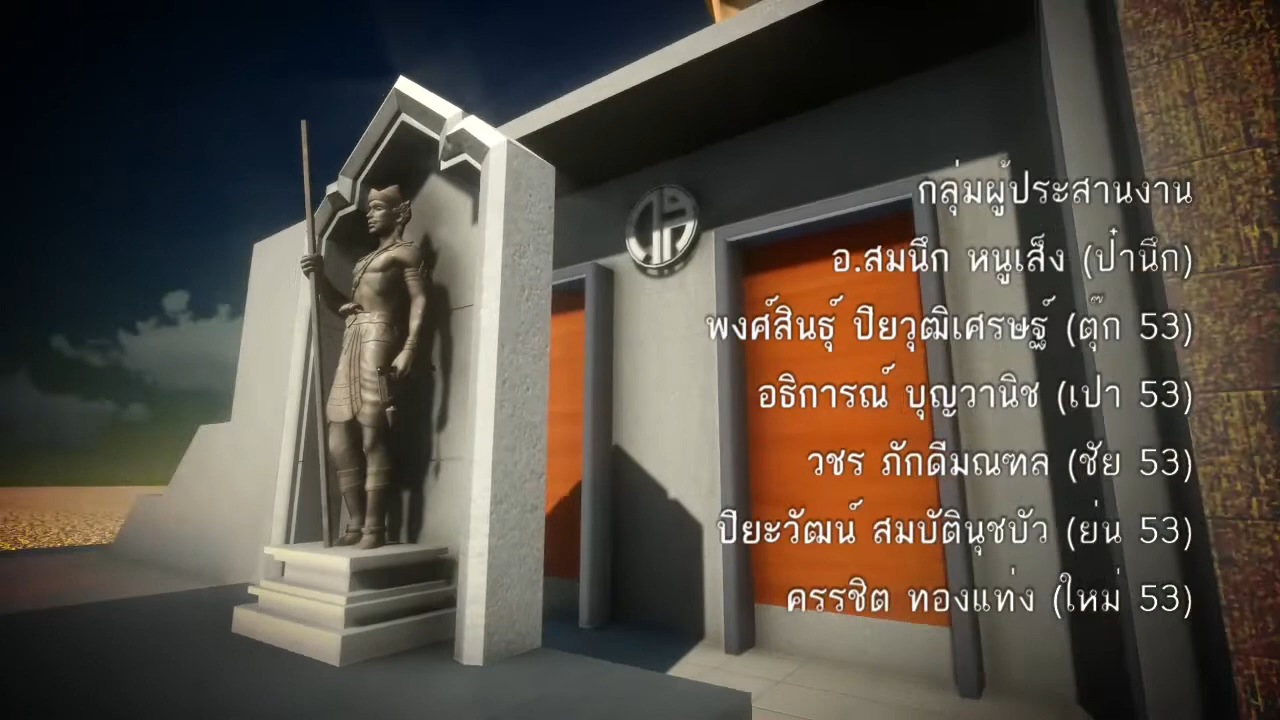 กลุ่มผู้ประสานงาน
อ.สมนึก หนูเส็ง (ป๋านึก)
พงศ์สินธุ์ ปิยวุฒิเศรษฐ์ (ตุ๊ก 53)
อธิการณ์ บุญวานิช (เปา 53)
วชร ภักดีมณฑล (ชัย 53)
ปิยะวัฒน์ สมบัตินุชบัว (ย่น 53)
ครรชิต ทองแท่ง (ใหม่ 53)